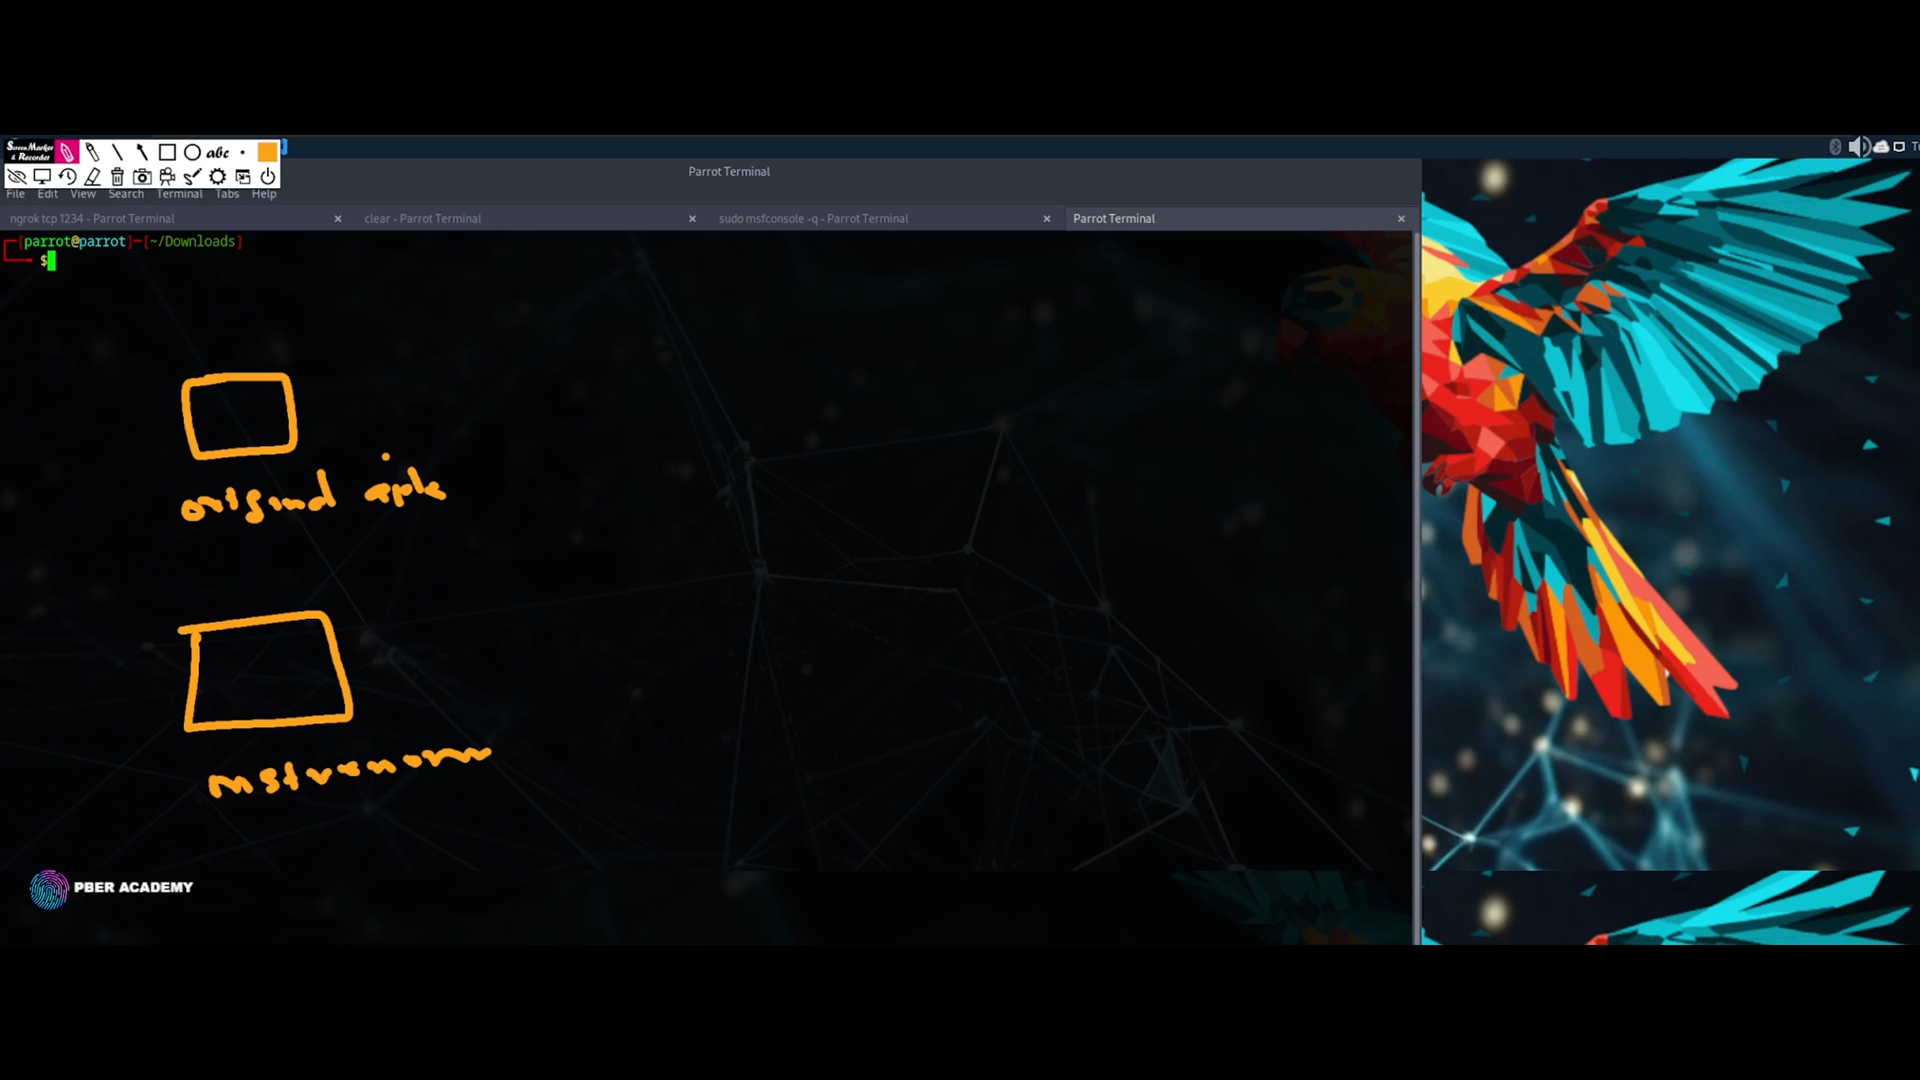 Screen Marker
& Recorder
abc
Parrot Terminal
File Edit View Search Terminal Tabs Help
ngrok tcp 1234 - Parrot Terminal × clear - Parrot Terminal × sudo msfconsole -q - Parrot Terminal × Parrot Terminal ×
[parrot@parrot]-[~/Downloads]
$
original
msfvenom
PBER ACADEMY